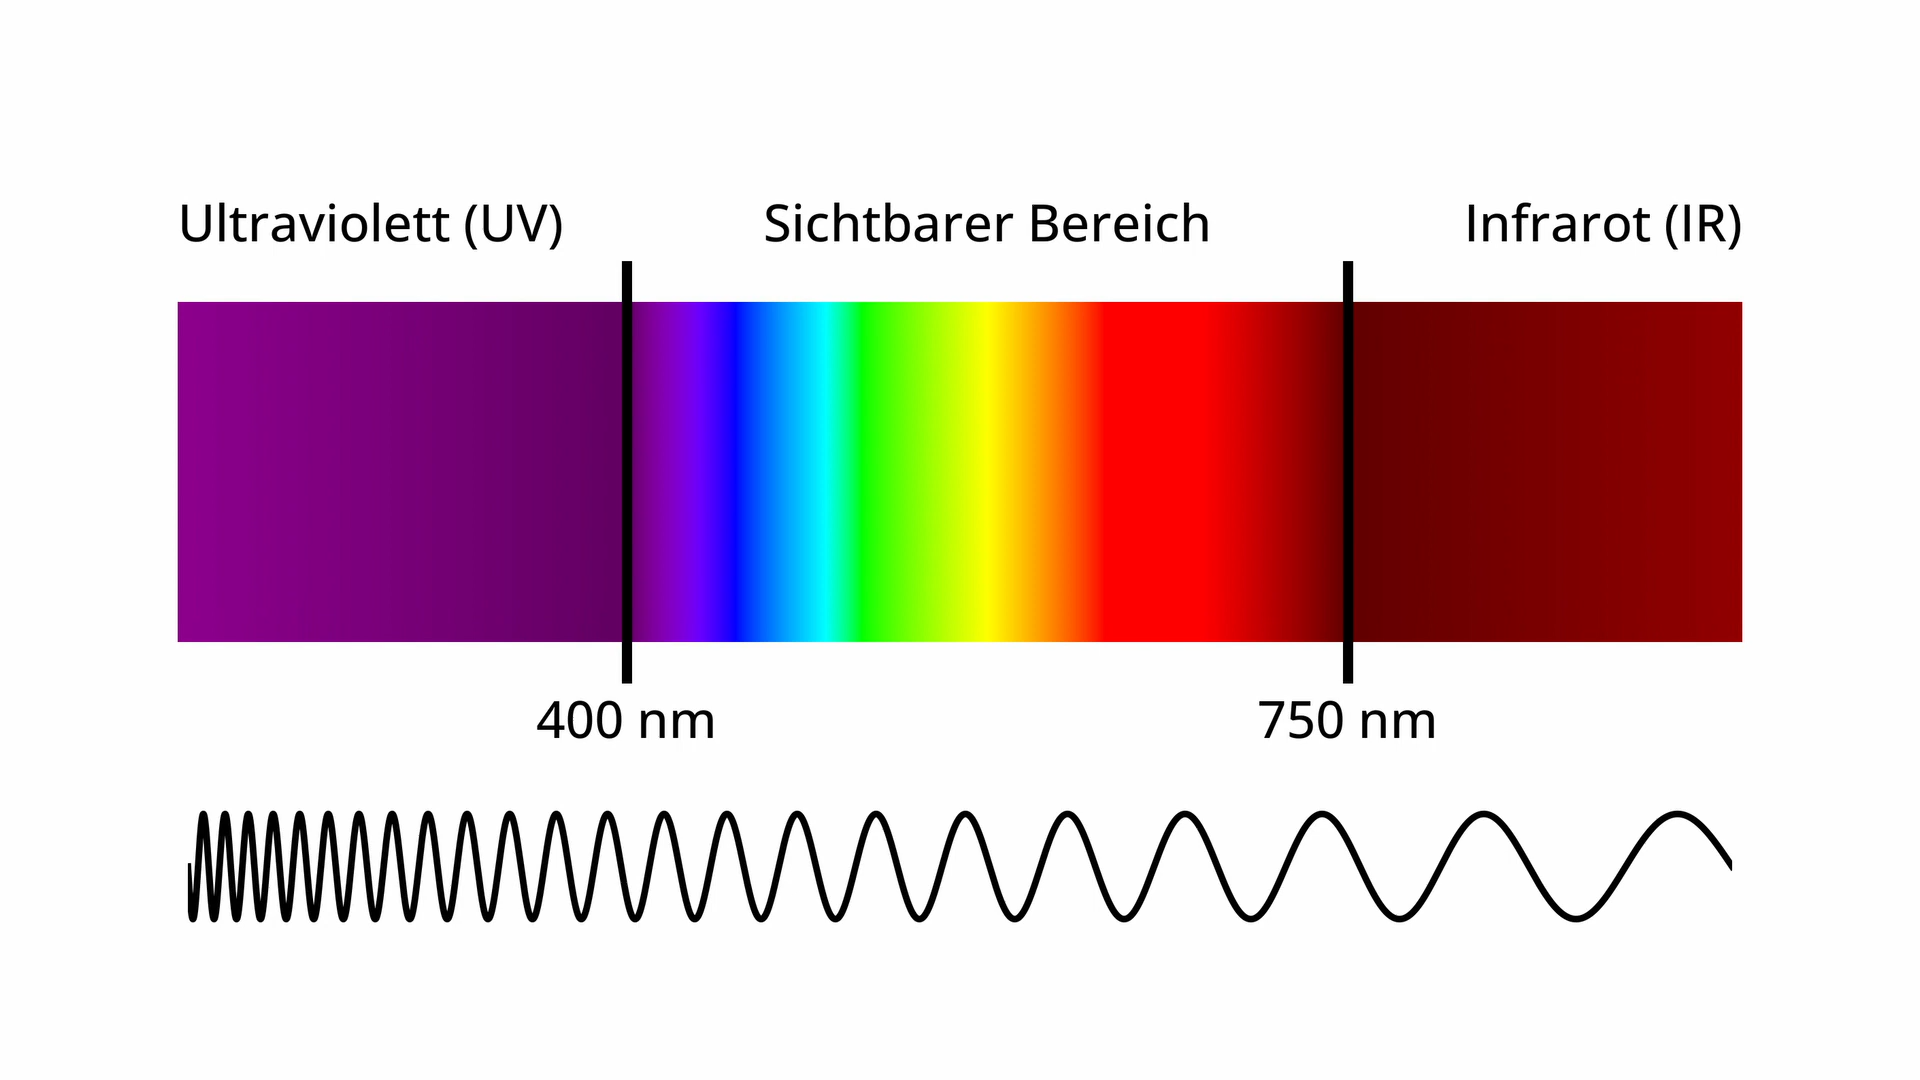 Ultraviolett (UV)
Sichtbarer Bereich
Infrarot (IR)
400 nm
750 nm